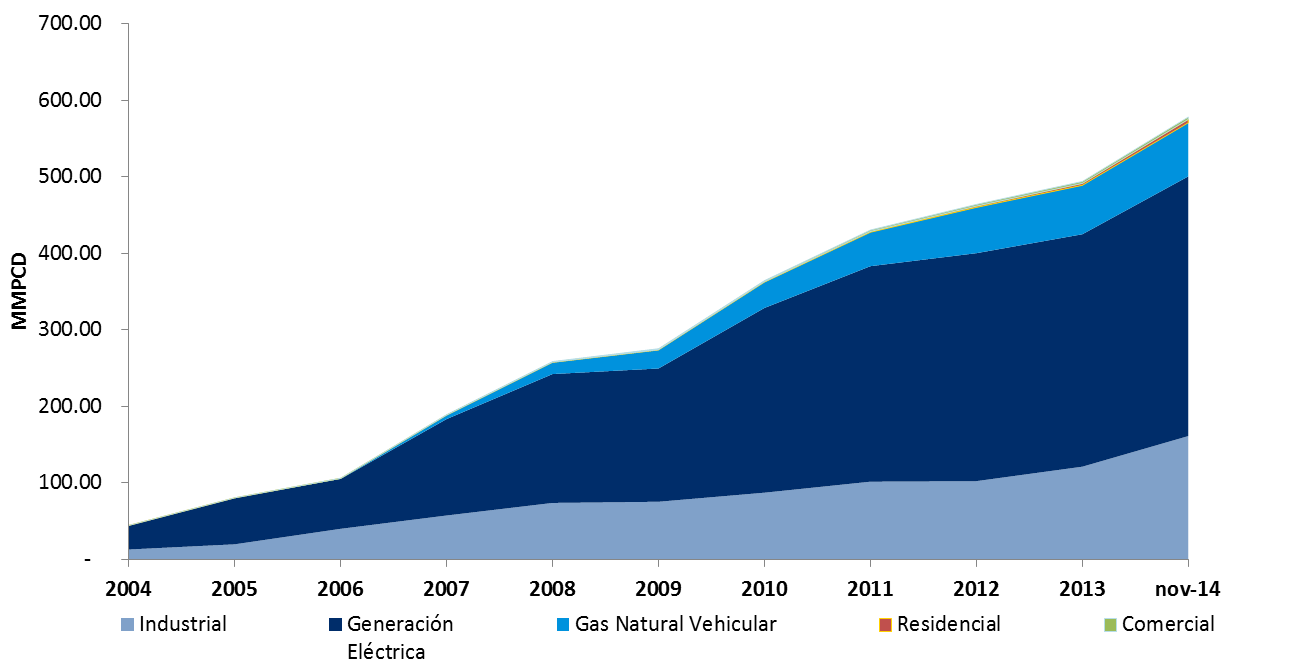 700.00
600.00
500.00
400.00
300.00
200.00
100.00
-
MMPCD
2004 2005 2006 2007 2008 2009 2010 2011 2012 2013 nov-14
Industrial Generación Gas Natural Vehicular Residencial Comercial
Eléctrica